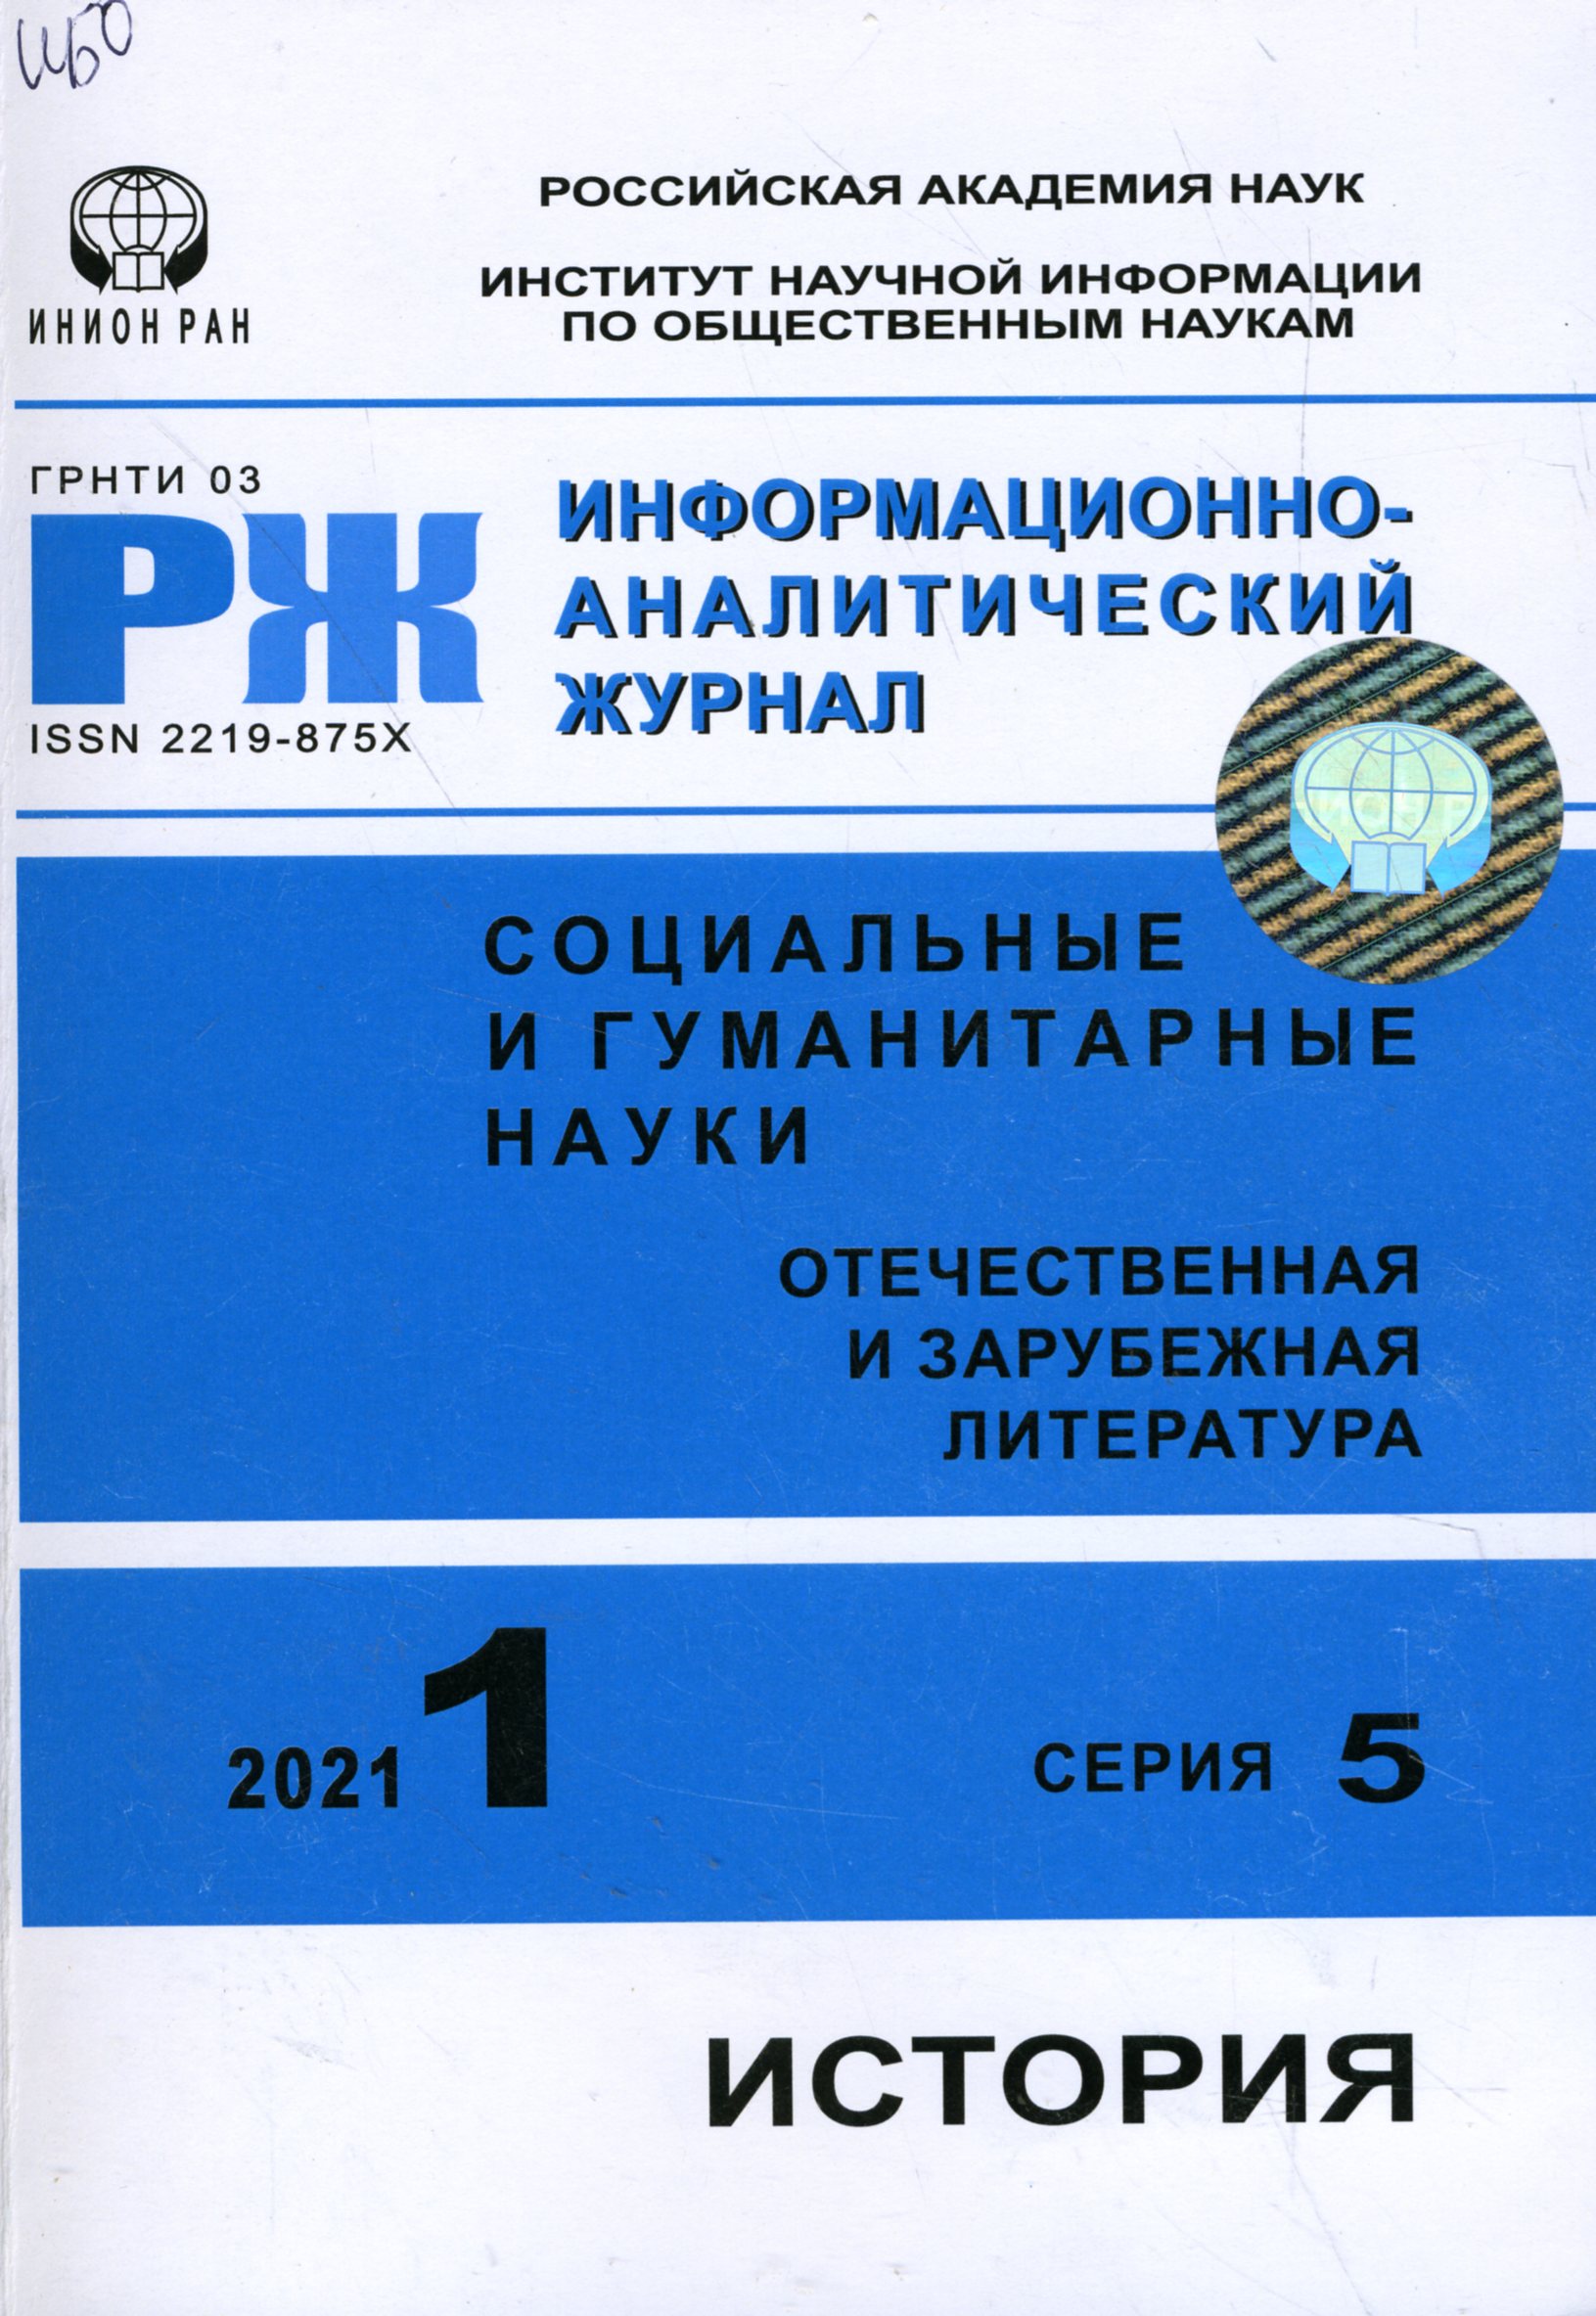 ИБО
РОССИЙСКАЯ АКАДЕМИЯ НАУК
ИНСТИТУТ НАУЧНОЙ ИНФОРМАЦИИ
ПО ОБЩЕСТВЕННЫМ НАУКАМ
ИНИОН РАН
ГРНТИ 03
РЖ
ISSN 2219-875X
ИНФОРМАЦИОННО-
АНАЛИТИЧЕСКИЙ
ЖУРНАЛ
СОЦИАЛЬНЫЕ
И ГУМАНИТАРНЫЕ
НАУКИ
ОТЕЧЕСТВЕННАЯ
И ЗАРУБЕЖНАЯ
ЛИТЕРАТУРА
2021 1
СЕРИЯ 5
ИСТОРИЯ